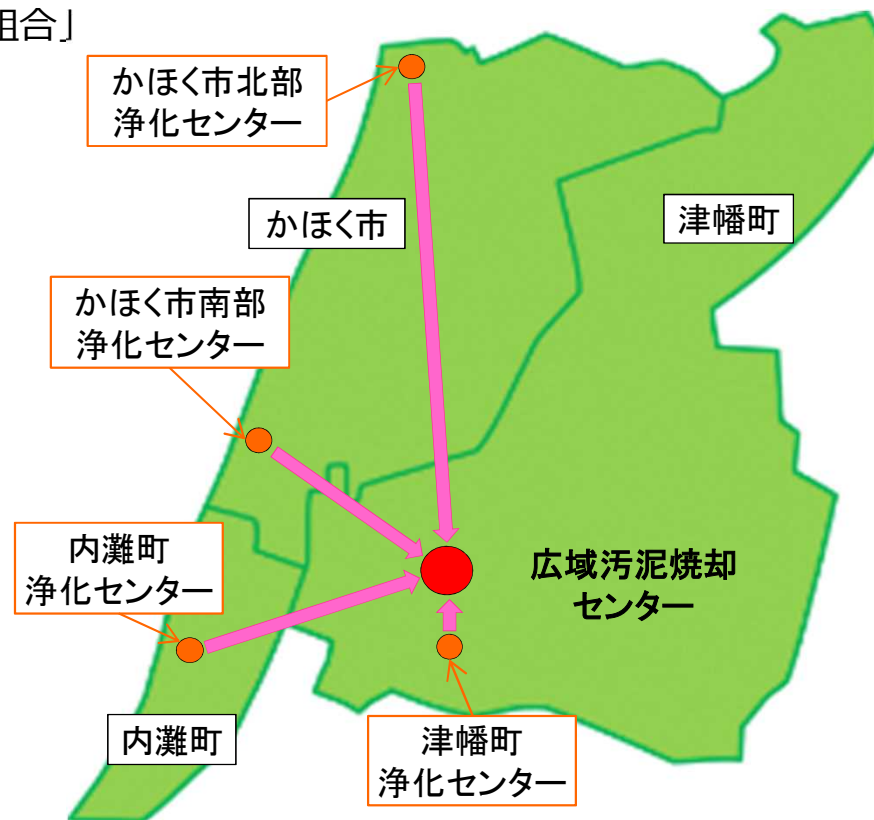 組合」
かほく市北部
浄化センター
かほく市
津幡町
かほく市南部
浄化センター
内灘町
浄化センター
広域汚泥焼却
センター
内灘町
津幡町
浄化センター